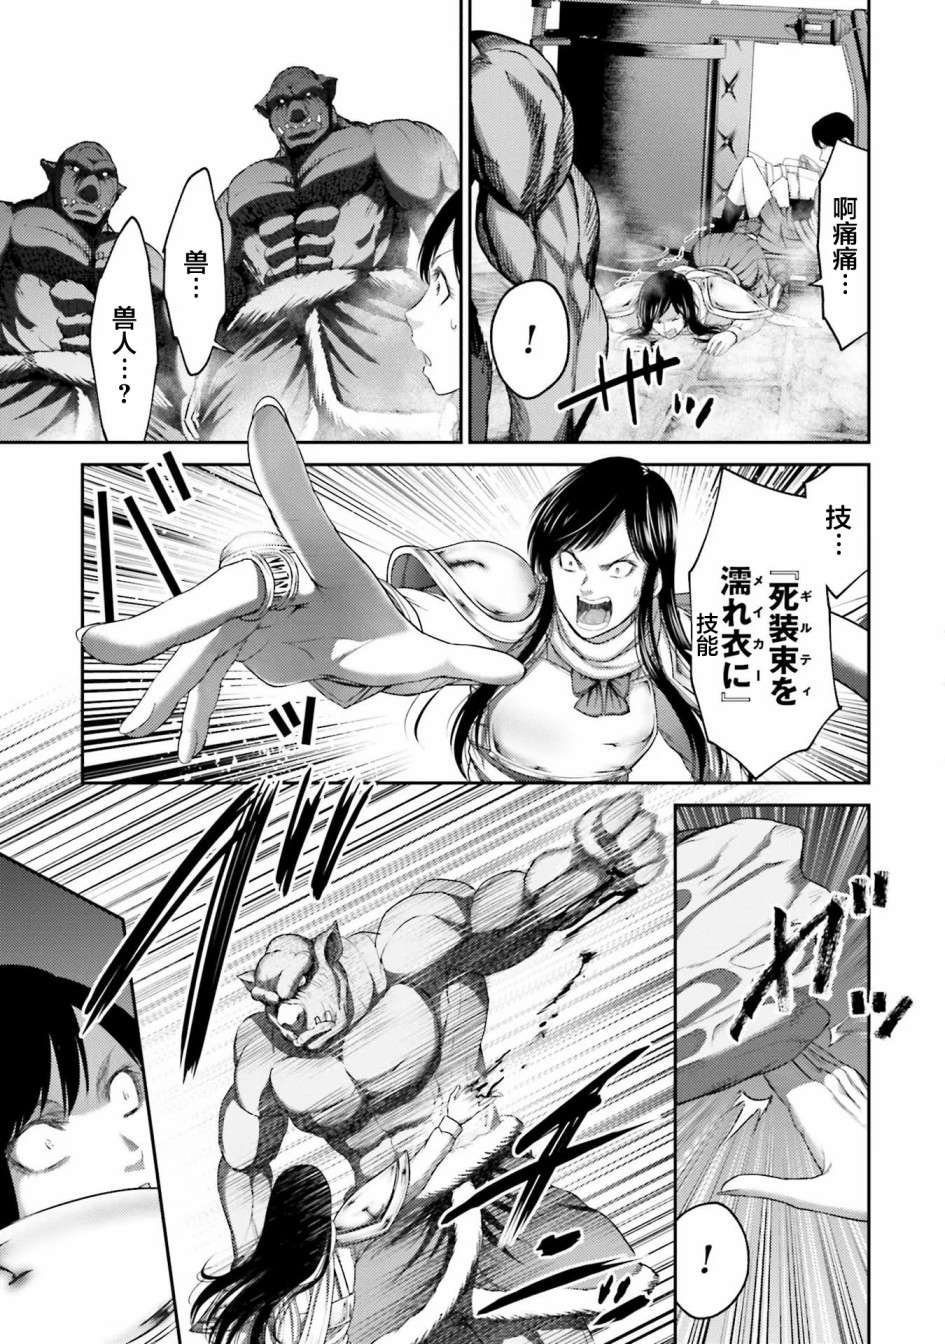 啊痛痛…
！
兽…
兽人…？
技…
『死装束を
ギルティ
濡れ衣に』
メイカー
技能
！